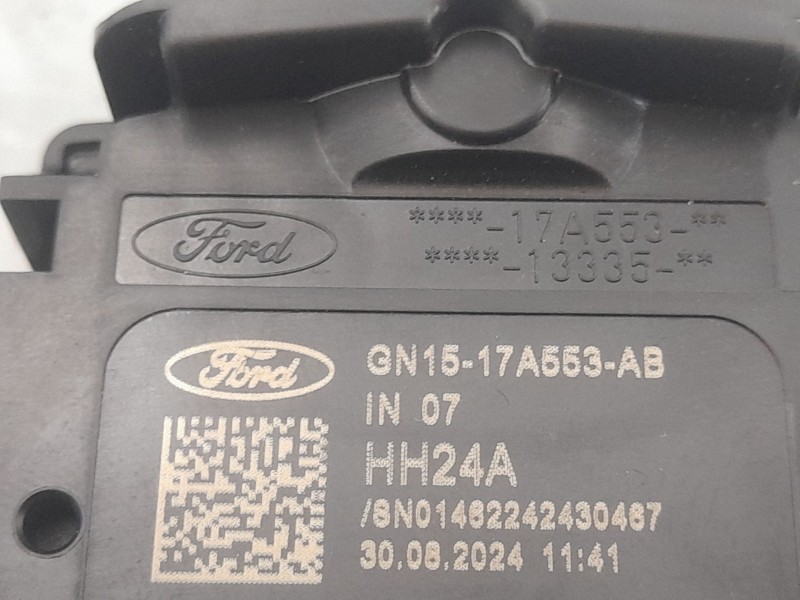 Ford
****-17A553-**
****-13335-**
Ford
GN15-17A553-AB
IN 07
HH24A
/SN01462242430467
30.08.2024 11:41